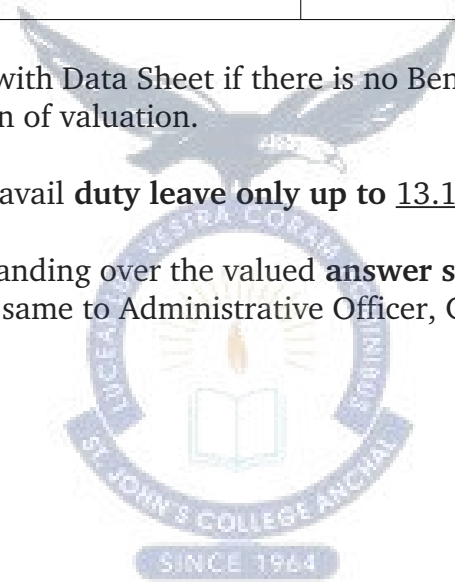 with Data Sheet if there is no Ben
n of valuation.
avail duty leave only up to 13.1
anding over the valued answer s
same to Administrative Officer, C
LUCEAT VESTRA CORAM HOMINIBUS
ST. JOHN'S COLLEGE ANCHAL
SINCE 1964